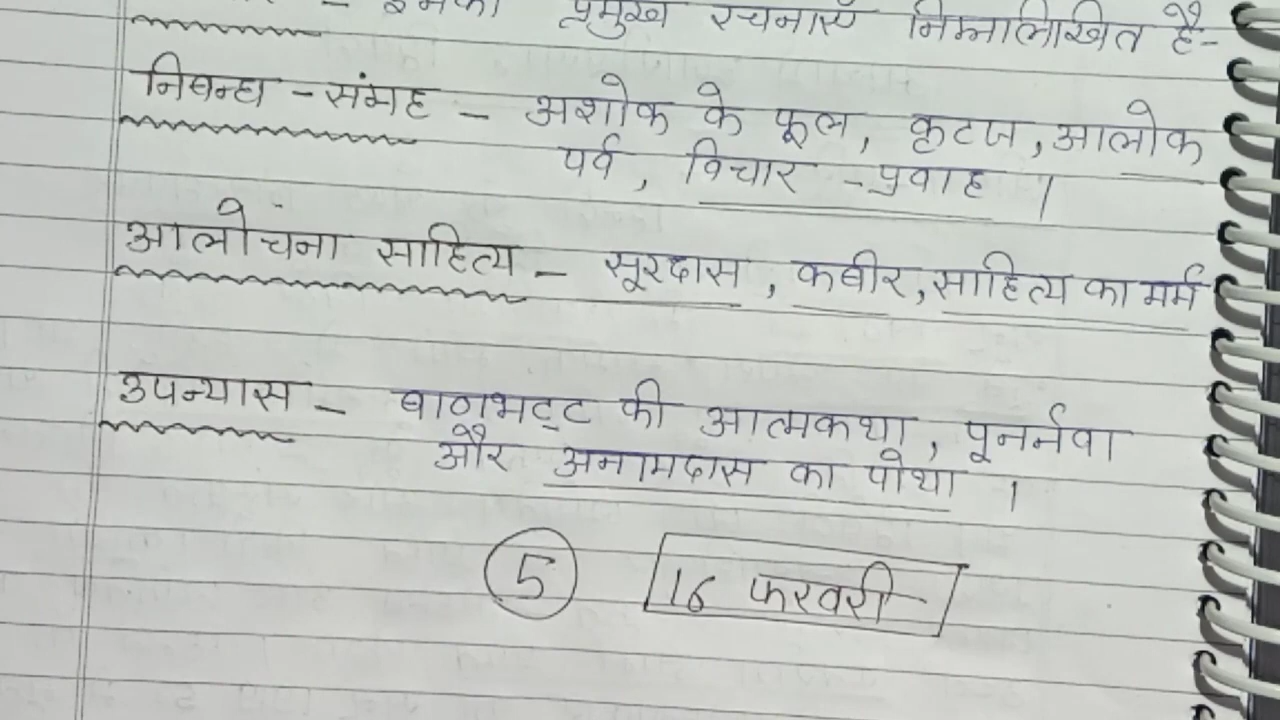 - इनकी प्रमुख रचनाएँ निम्नलिखित है-
निबन्ध - संग्रह - अशोक के फूल, कृटज, आलोक
पर्व, विचार - प्रवाह ।
आलोचना साहित्य - सूरदास, कबीर, साहित्य का मर्म
उपन्यास - बाणभट्ट की आत्मकथा, पूनर्नवा
और अनामदास का पोथा ।
5 16 फरवरी